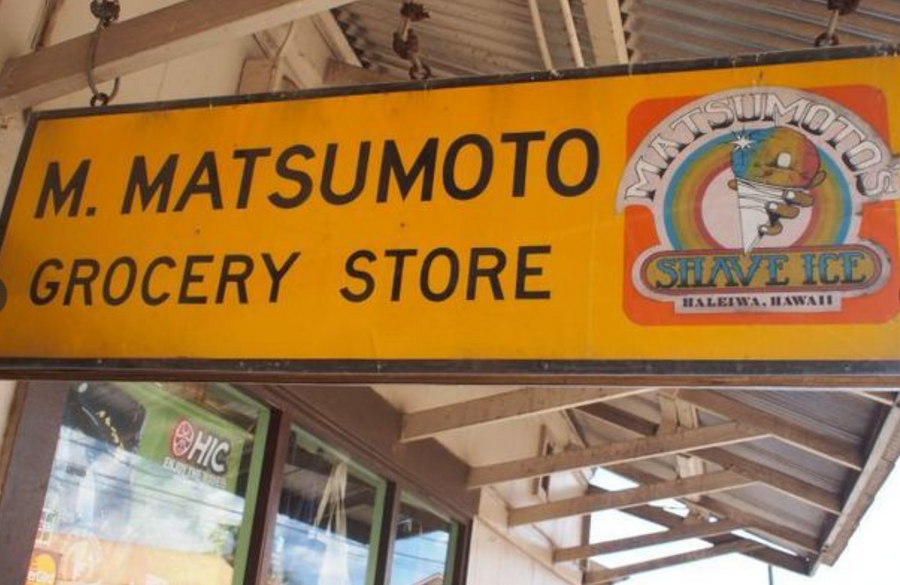 M. MATSUMOTO
GROCERY STORE
MATSUMOTO'S
SHAVE ICE
HALEIWA, HAWAII
HIC